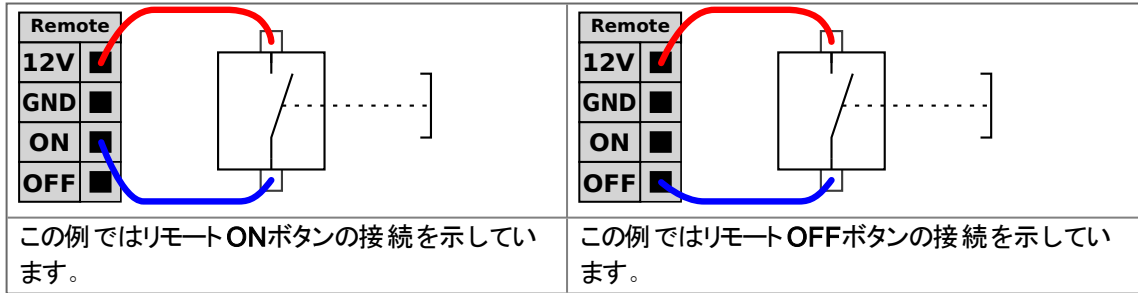 Remote
12V
GND
ON
OFF
この例ではリモートONボタンの接続を示してい
ます。
Remote
12V
GND
ON
OFF
この例ではリモートOFFボタンの接続を示してい
ます。